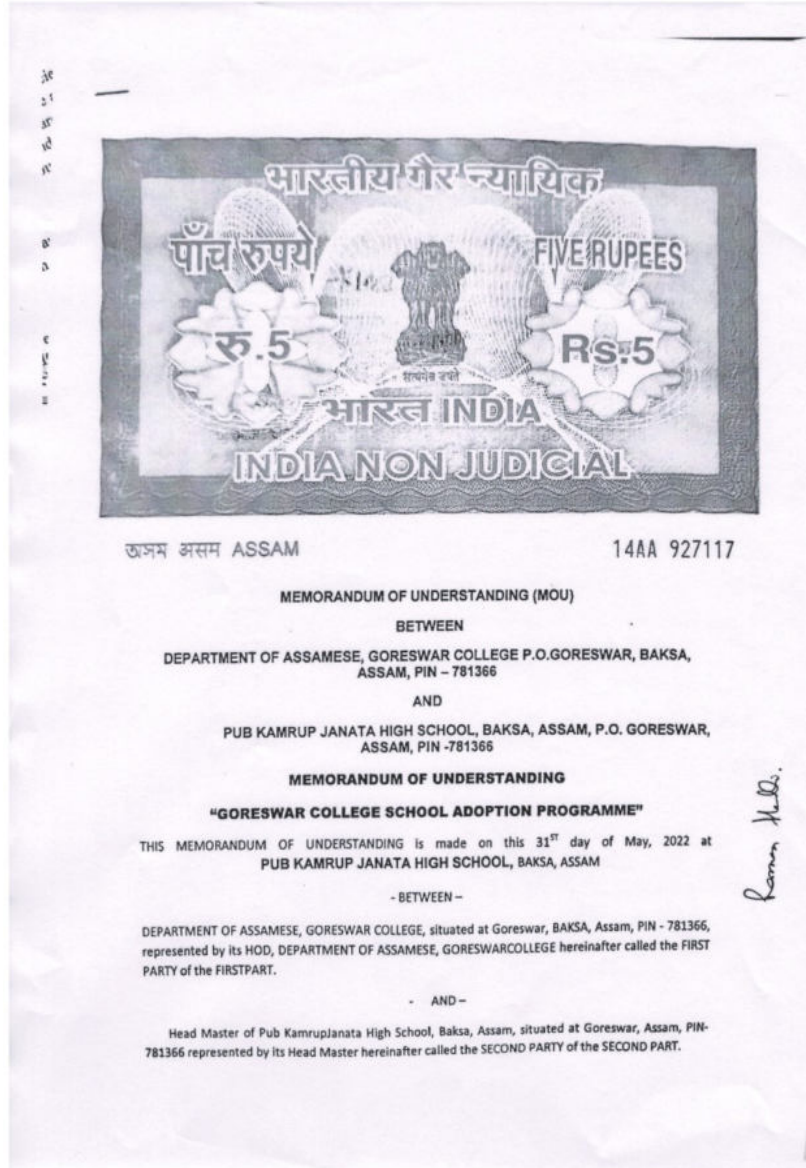 भारतीय गैर न्यायिक
पाँच रुपये
FIVE RUPEES
रु.5
Rs.5
सत्यमेव जयते
भारत INDIA
INDIA NON JUDICIAL
অসম असम ASSAM
14AA 927117
MEMORANDUM OF UNDERSTANDING (MOU)
BETWEEN
DEPARTMENT OF ASSAMESE, GORESWAR COLLEGE P.O.GORESWAR, BAKSA,
ASSAM, PIN – 781366
AND
PUB KAMRUP JANATA HIGH SCHOOL, BAKSA, ASSAM, P.O. GORESWAR,
ASSAM, PIN -781366
MEMORANDUM OF UNDERSTANDING
“GORESWAR COLLEGE SCHOOL ADOPTION PROGRAMME”
THIS MEMORANDUM OF UNDERSTANDING is made on this 31ST day of May, 2022 at
PUB KAMRUP JANATA HIGH SCHOOL, BAKSA, ASSAM
- BETWEEN –
DEPARTMENT OF ASSAMESE, GORESWAR COLLEGE, situated at Goreswar, BAKSA, Assam, PIN - 781366,
represented by its HOD, DEPARTMENT OF ASSAMESE, GORESWARCOLLEGE hereinafter called the FIRST
PARTY of the FIRSTPART.
- AND –
Head Master of Pub KamrupJanata High School, Baksa, Assam, situated at Goreswar, Assam, PIN-
781366 represented by its Head Master hereinafter called the SECOND PARTY of the SECOND PART.